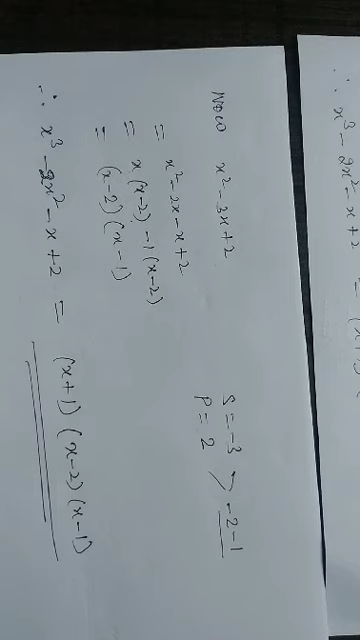 ∴ x³ - 2x² - x + 2 =
Now x² - 3x + 2
S = -3
P = 2 > -2 -1
= x² - 2x - x + 2
= x (x - 2) - 1 (x - 2)
= (x - 2) (x - 1)
∴ x³ - 2x² - x + 2 = (x + 1) (x - 2) (x - 1)